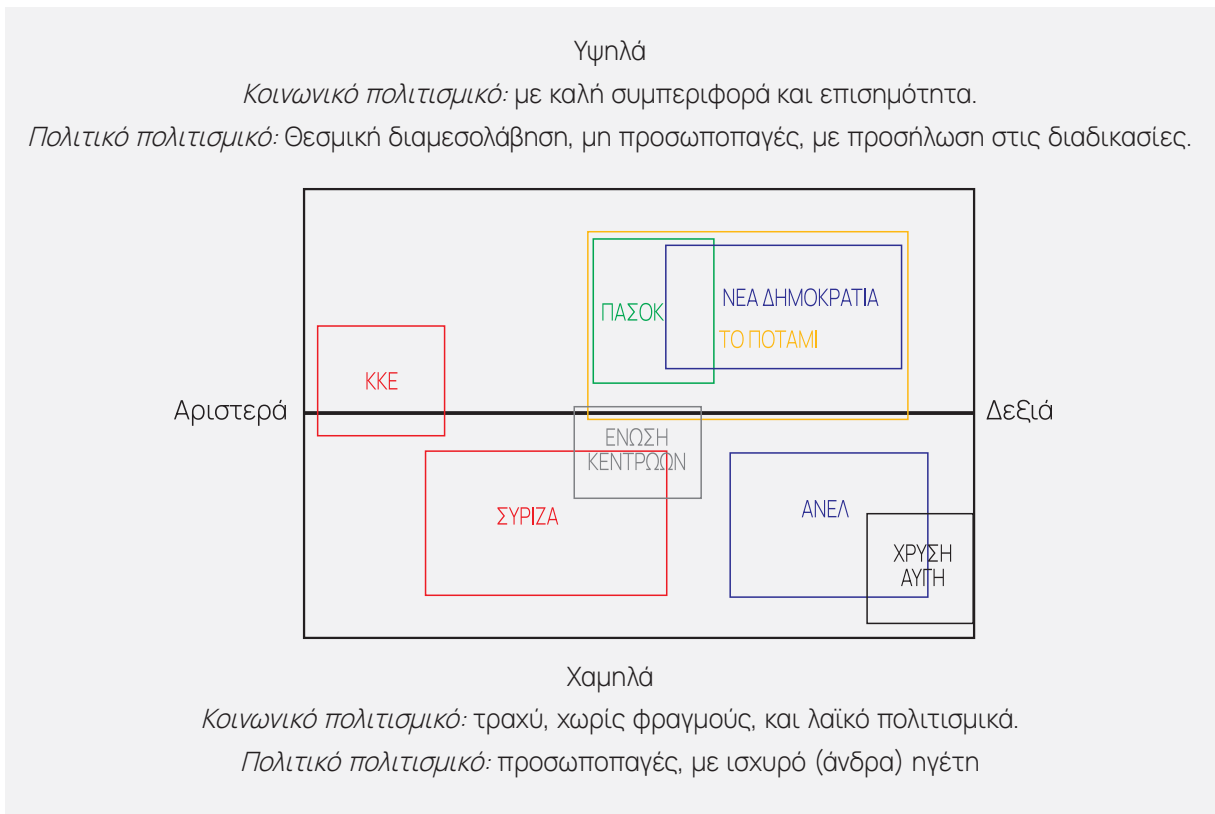 Υψηλά
Κοινωνικό πολιτισμικό: με καλή συμπεριφορά και επισημότητα.
Πολιτικό πολιτισμικό: Θεσμική διαμεσολάβηση, μη προσωποπαγές, με προσήλωση στις διαδικασίες.
ΠΑΣΟΚ
ΝΕΑ ΔΗΜΟΚΡΑΤΙΑ
ΤΟ ΠΟΤΑΜΙ
ΚΚΕ
Αριστερά
Δεξιά
ΕΝΩΣΗ
ΚΕΝΤΡΩΩΝ
ΣΥΡΙΖΑ
ΑΝΕΛ
ΧΡΥΣΗ
ΑΥΓΗ
Χαμηλά
Κοινωνικό πολιτισμικό: τραχύ, χωρίς φραγμούς, και λαϊκό πολιτισμικά.
Πολιτικό πολιτισμικό: προσωποπαγές, με ισχυρό (άνδρα) ηγέτη